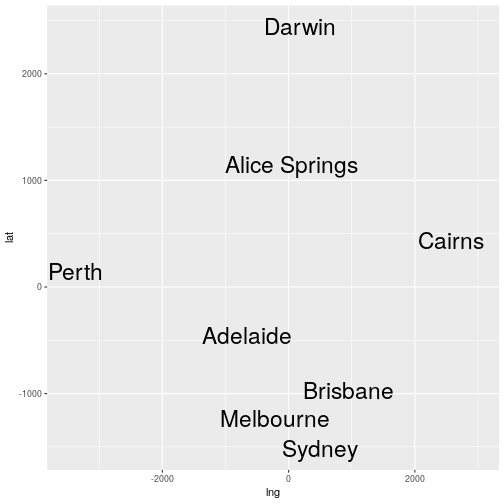 Darwin
2000
Alice Springs
1000
Cairns
lat
Perth
0
Adelaide
Brisbane
-1000
Melbourne
Sydney
-2000 0 2000
lng